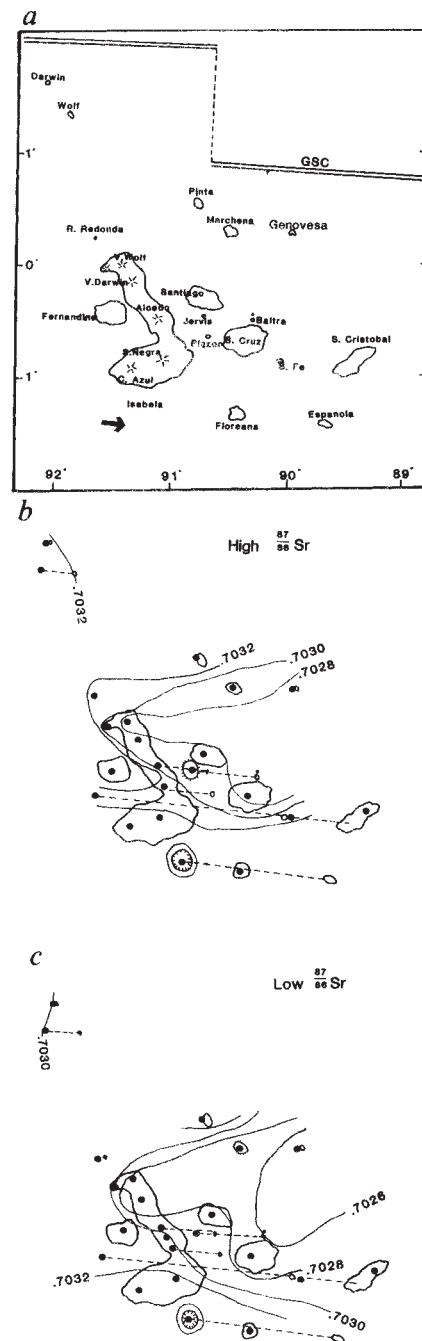 a
Darwin
Wolf
1'
GSC
Pinta
Marchena
Genovesa
R. Redonda
0'
V. Wolf
V. Darwin
Santiago
Alcedo
Fernandina
Jervis
Baltra
S. Cruz
S. Cristobal
S. Negra
S. Fe
1'
C. Azul
Isabela
Floreana
Espanola
92'
91'
90'
89'
b
High 87/86 Sr
.7032
.7032
.7030
.7028
c
Low 87/86 Sr
.7030
.7026
.7032
.7028
.7030